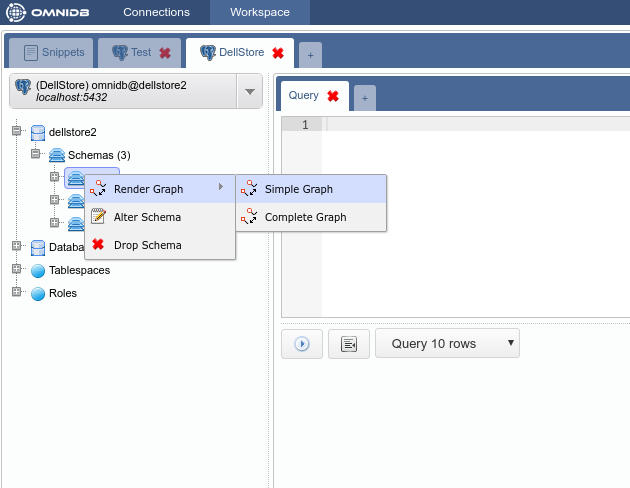 OMNIDB Connections Workspace
Snippets Test DellStore +
(DellStore) omnidb@dellstore2
localhost:5432
Query +
1
dellstore2
Schemas (3)
Render Graph Simple Graph
Alter Schema Complete Graph
Drop Schema
Databa
Tablespaces
Roles
Query 10 rows